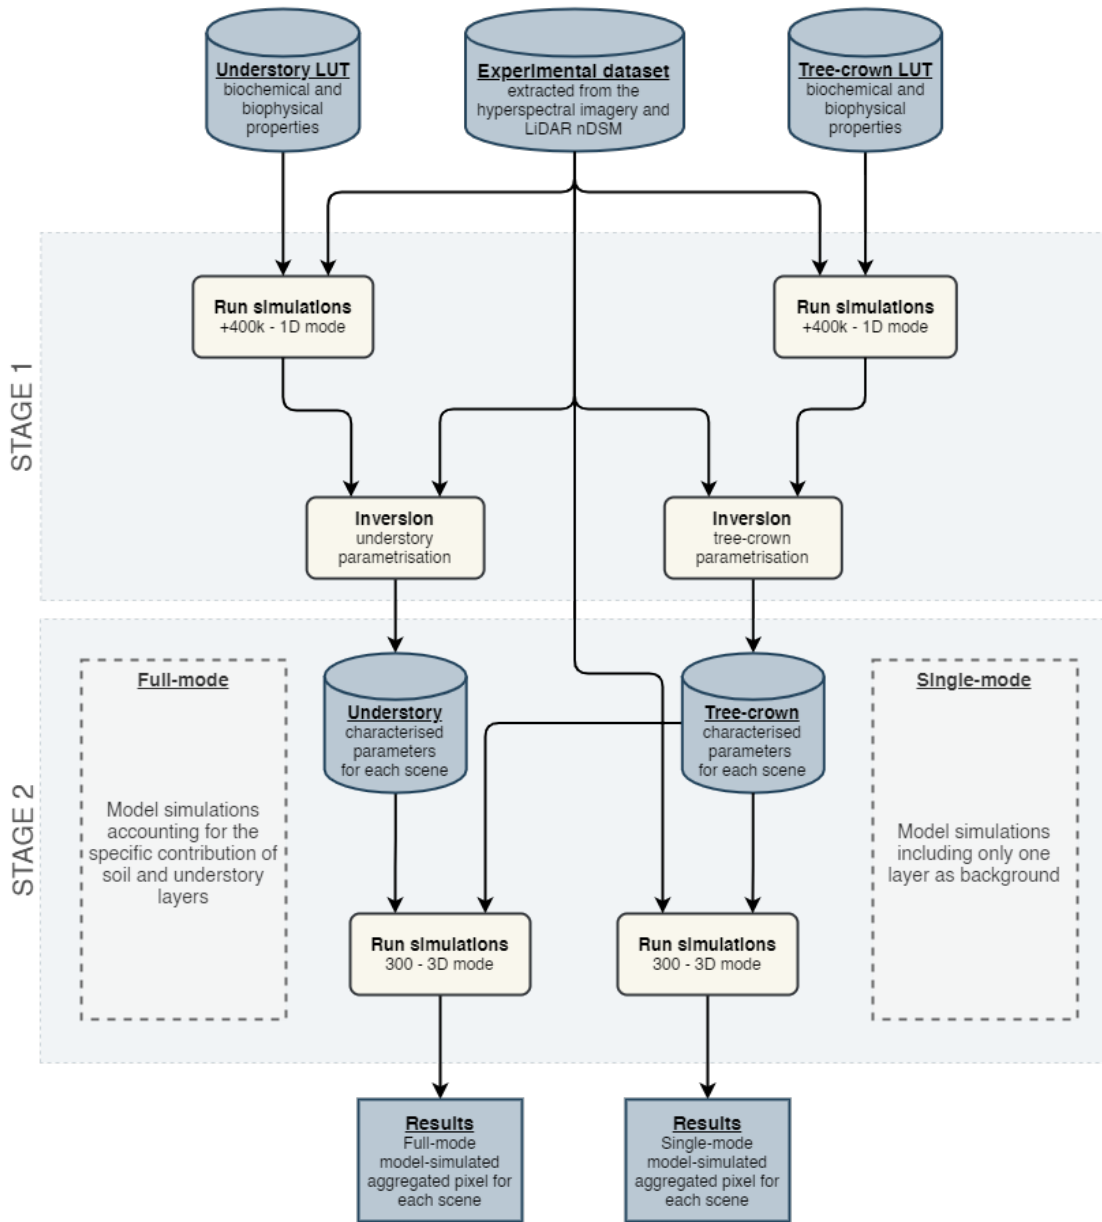 Understory LUT
biochemical and
biophysical
properties
Experimental dataset
extracted from the
hyperspectral imagery and
LiDAR nDSM
Tree-crown LUT
biochemical and
biophysical
properties
STAGE 1
Run simulations
+400k - 1D mode
Run simulations
+400k - 1D mode
Inversion
understory
parametrisation
Inversion
tree-crown
parametrisation
STAGE 2
Full-mode
Model simulations
accounting for the
specific contribution of
soil and understory
layers
Understory
characterised
parameters
for each scene
Tree-crown
characterised
parameters
for each scene
Single-mode
Model simulations
including only one
layer as background
Run simulations
300 - 3D mode
Run simulations
300 - 3D mode
Results
Full-mode
model-simulated
aggregated pixel for
each scene
Results
Single-mode
model-simulated
aggregated pixel for
each scene